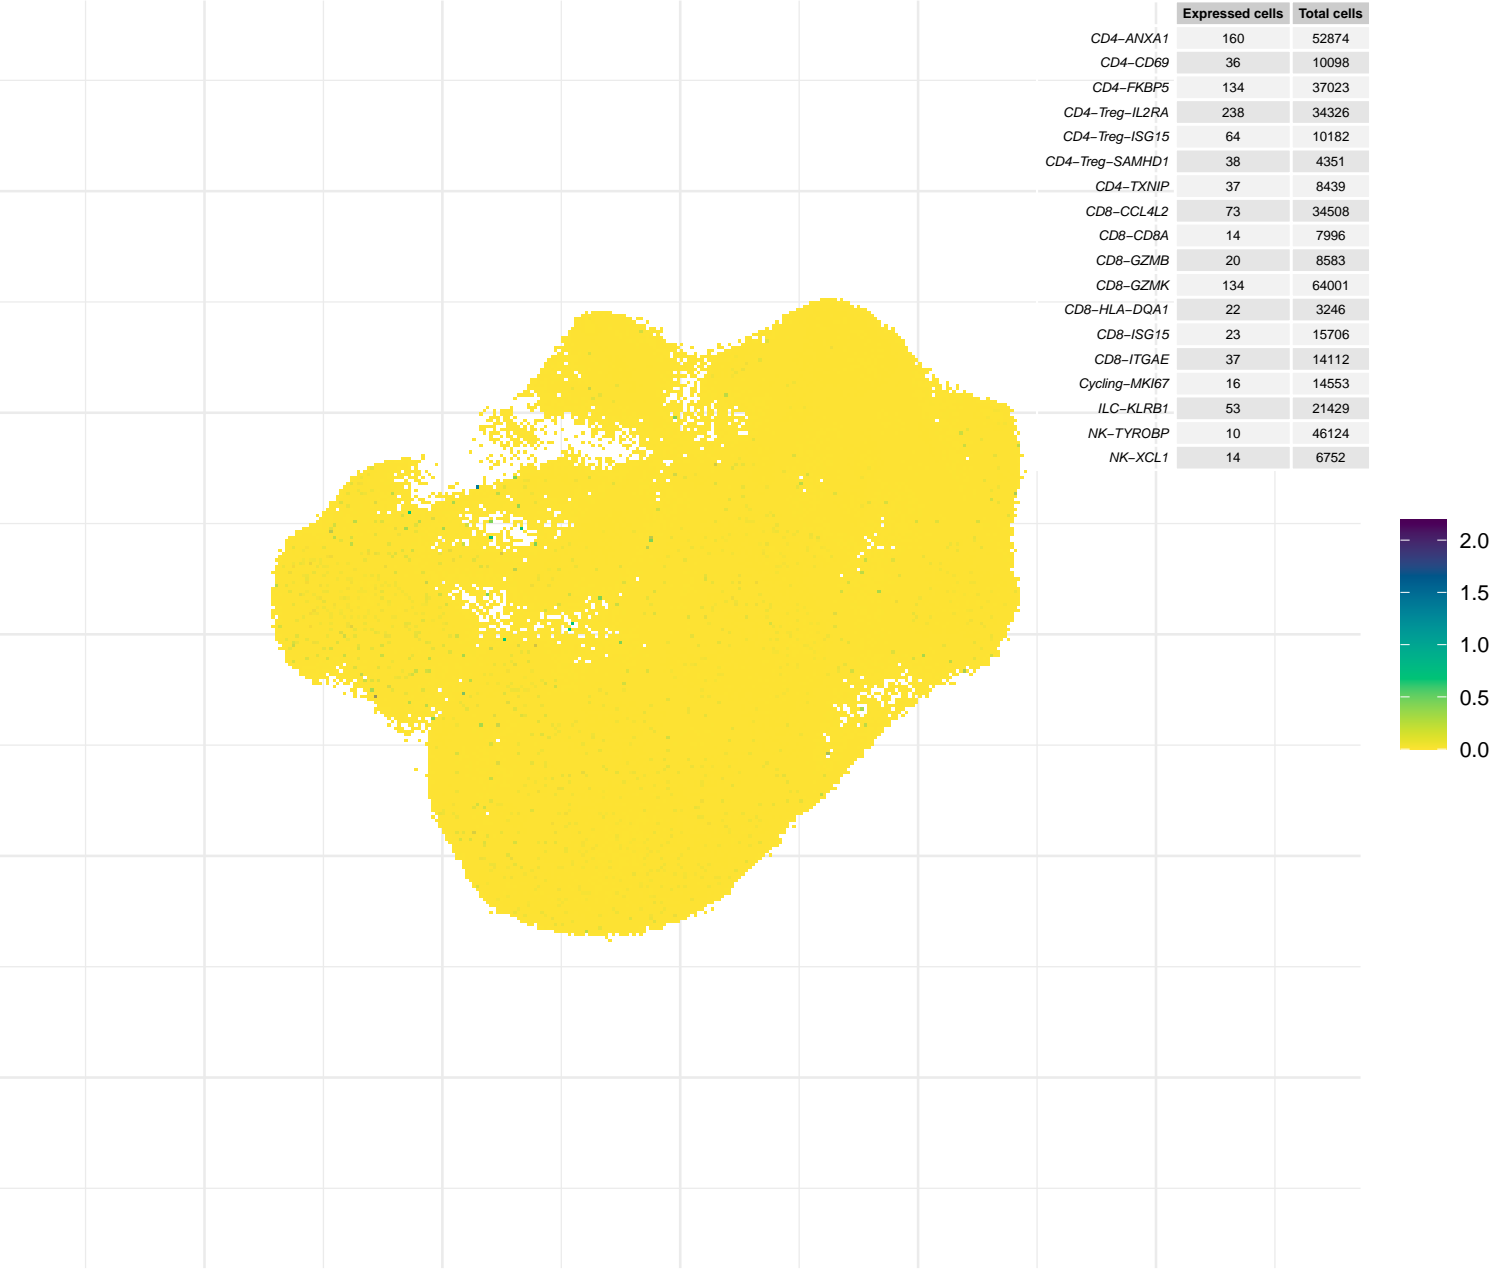 Expressed cells Total cells
CD4−ANXA1 160 52874
CD4−CD69 36 10098
CD4−FKBP5 134 37023
CD4−Treg−IL2RA 238 34326
CD4−Treg−ISG15 64 10182
CD4−Treg−SAMHD1 38 4351
CD4−TXNIP 37 8439
CD8−CCL4L2 73 34508
CD8−CD8A 14 7996
CD8−GZMB 20 8583
CD8−GZMK 134 64001
CD8−HLA−DQA1 22 3246
CD8−ISG15 23 15706
CD8−ITGAE 37 14112
Cycling−MKI67 16 14553
ILC−KLRB1 53 21429
NK−TYROBP 10 46124
NK−XCL1 14 6752
2.0
1.5
1.0
0.5
0.0